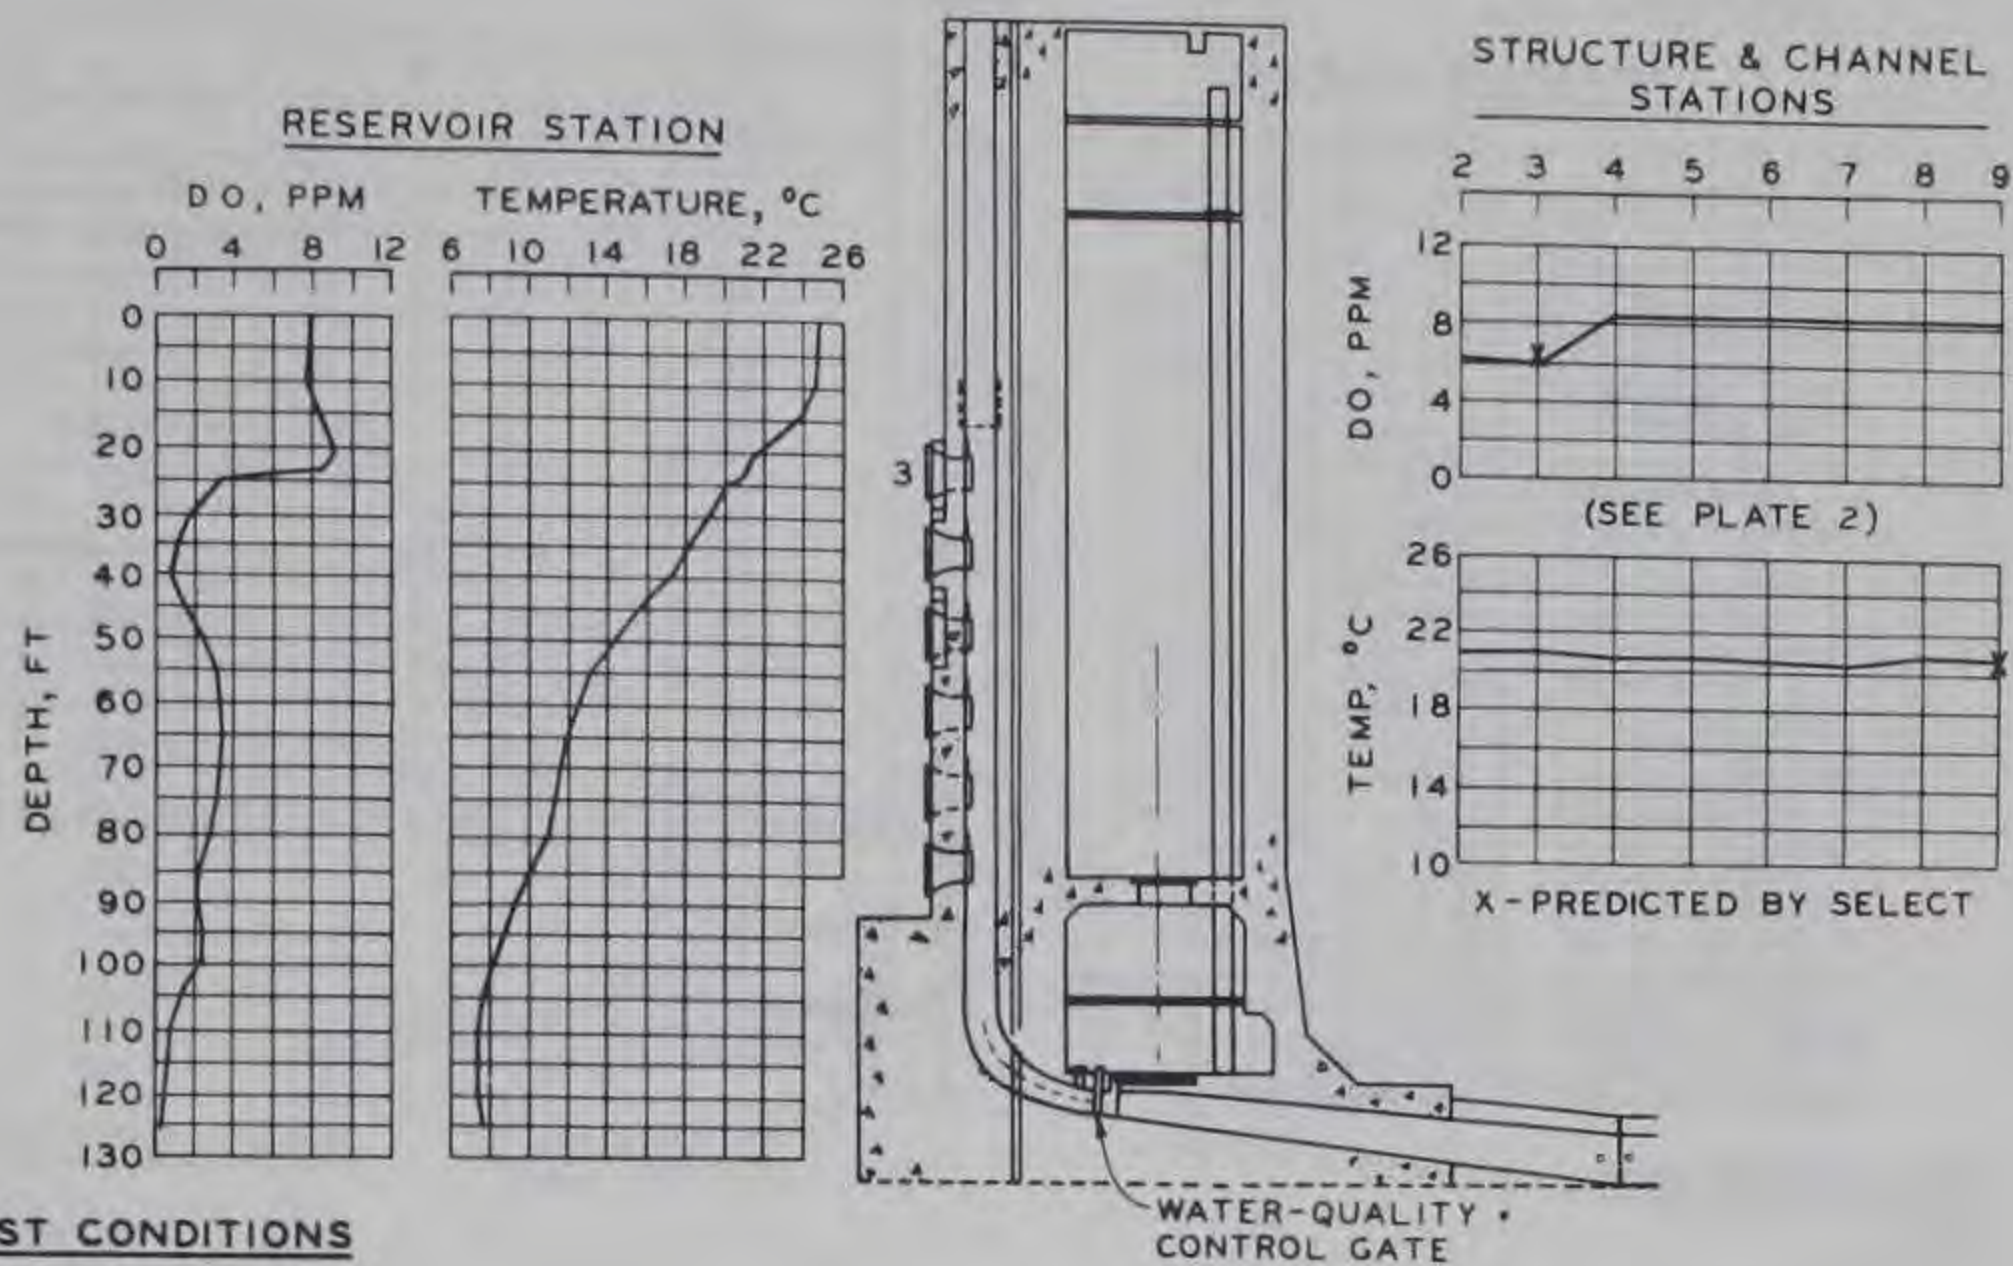 RESERVOIR STATION
DO, PPM
0 4 8 12
TEMPERATURE, °C
6 10 14 18 22 26
DEPTH, FT
0
10
20
30
40
50
60
70
80
90
100
110
120
130
3
WATER-QUALITY
CONTROL GATE
STRUCTURE & CHANNEL
STATIONS
2 3 4 5 6 7 8 9
DO, PPM
12
8
4
0
(SEE PLATE 2)
TEMP, °C
26
22
18
14
10
X-PREDICTED BY SELECT
ST CONDITIONS